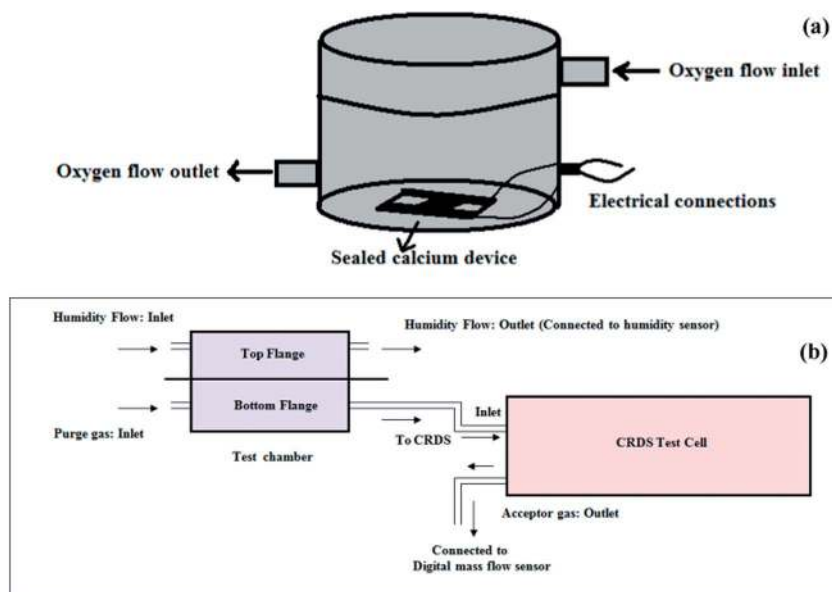 (a)
Oxygen flow inlet
Oxygen flow outlet
Electrical connections
Sealed calcium device
Humidity Flow: Inlet
Humidity Flow: Outlet (Connected to humidity sensor)
(b)
Top Flange
Bottom Flange
Inlet
Purge gas: Inlet
To CRDS
CRDS Test Cell
Test chamber
Acceptor gas: Outlet
Connected to
Digital mass flow sensor